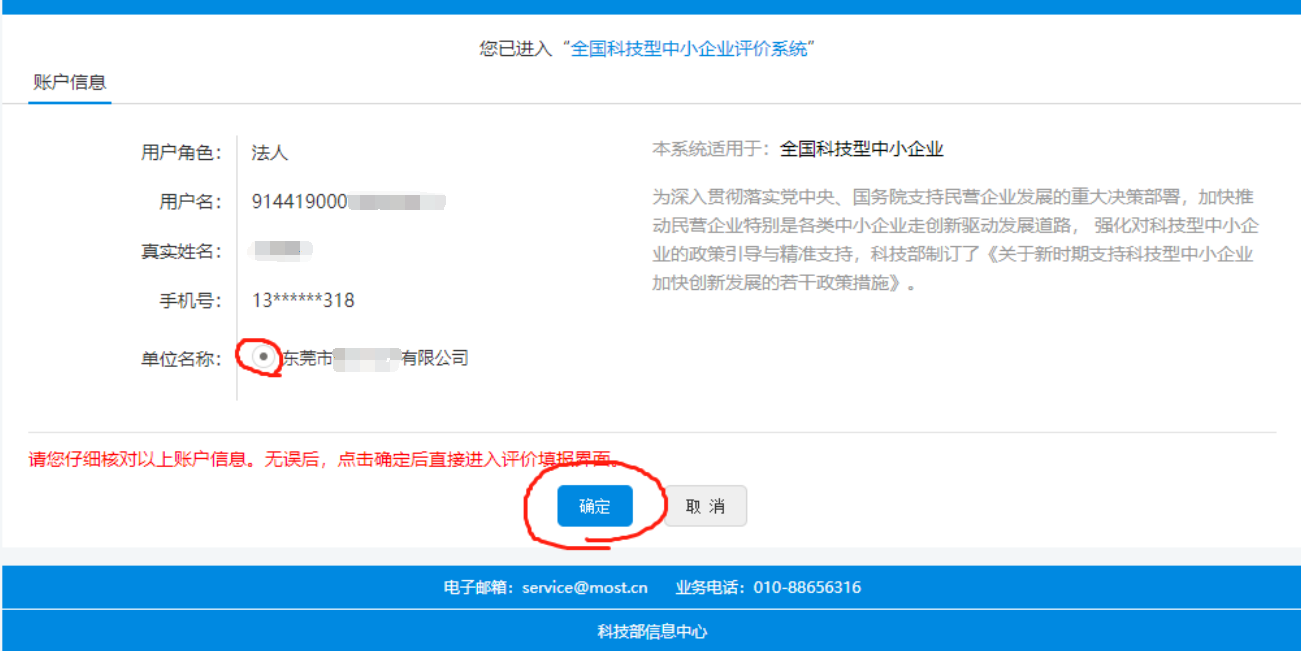 您已进入“全国科技型中小企业评价系统”
账户信息
用户角色： 法人
用户名： 914419000
真实姓名：
手机号： 13******318
单位名称： 东莞市 有限公司
本系统适用于：全国科技型中小企业
为深入贯彻落实党中央、国务院支持民营企业发展的重大决策部署，加快推
动民营企业特别是各类中小企业走创新驱动发展道路， 强化对科技型中小企
业的政策引导与精准支持，科技部制订了《关于新时期支持科技型中小企业
加快创新发展的若干政策措施》。
请您仔细核对以上账户信息。无误后，点击确定后直接进入评价填报界面。
确定 取 消
电子邮箱：service@most.cn 业务电话：010-88656316
科技部信息中心